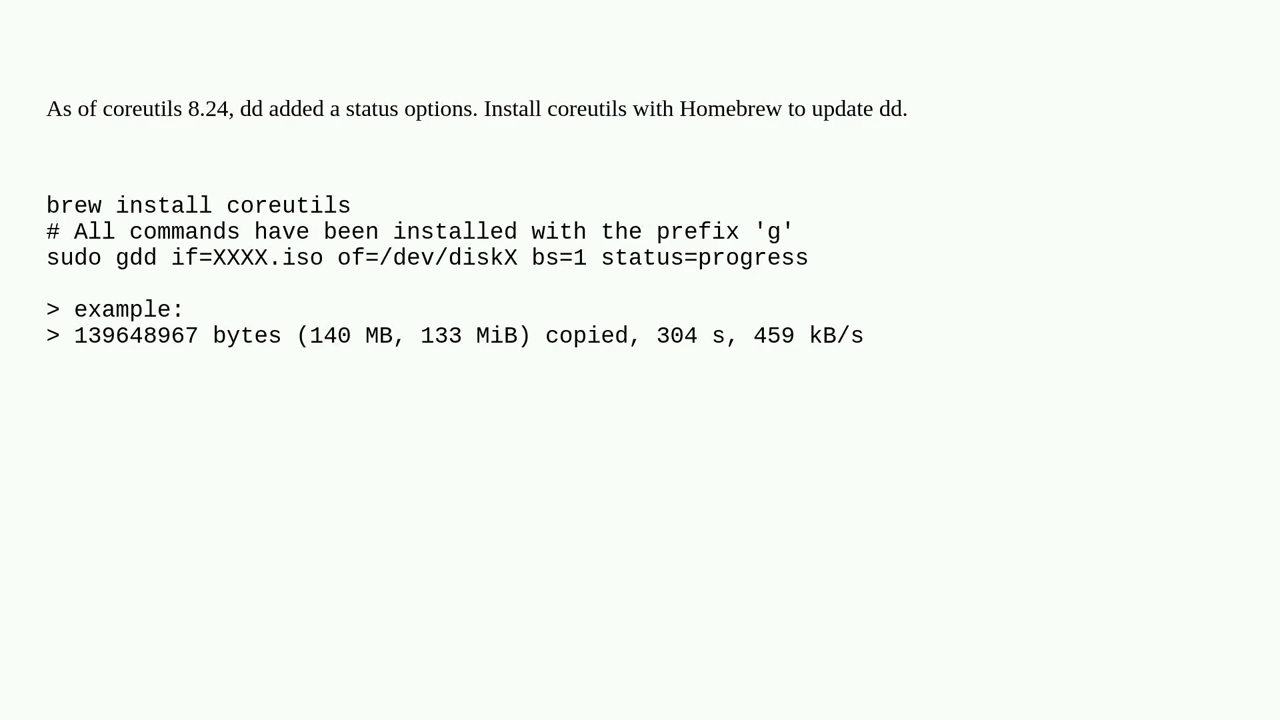 As of coreutils 8.24, dd added a status options. Install coreutils with Homebrew to update dd.
brew install coreutils
# All commands have been installed with the prefix 'g'
sudo gdd if=XXXX.iso of=/dev/diskX bs=1 status=progress
> example:
> 139648967 bytes (140 MB, 133 MiB) copied, 304 s, 459 kB/s